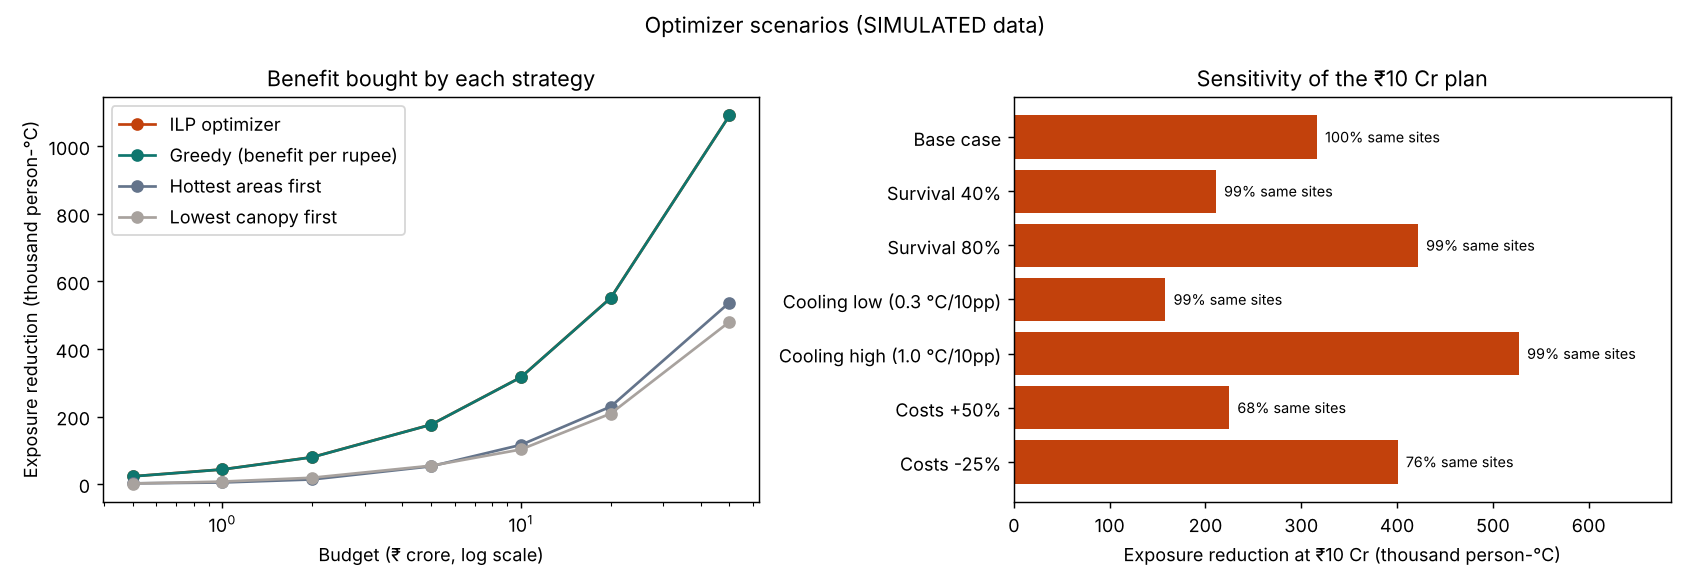 Optimizer scenarios (SIMULATED data)
Benefit bought by each strategy
Exposure reduction (thousand person-°C)
1000
800
600
400
200
0
ILP optimizer
Greedy (benefit per rupee)
Hottest areas first
Lowest canopy first
10⁰
10¹
Budget (₹ crore, log scale)
Sensitivity of the ₹10 Cr plan
Base case
100% same sites
Survival 40%
99% same sites
Survival 80%
99% same sites
Cooling low (0.3 °C/10pp)
99% same sites
Cooling high (1.0 °C/10pp)
99% same sites
Costs +50%
68% same sites
Costs -25%
76% same sites
0 100 200 300 400 500 600
Exposure reduction at ₹10 Cr (thousand person-°C)